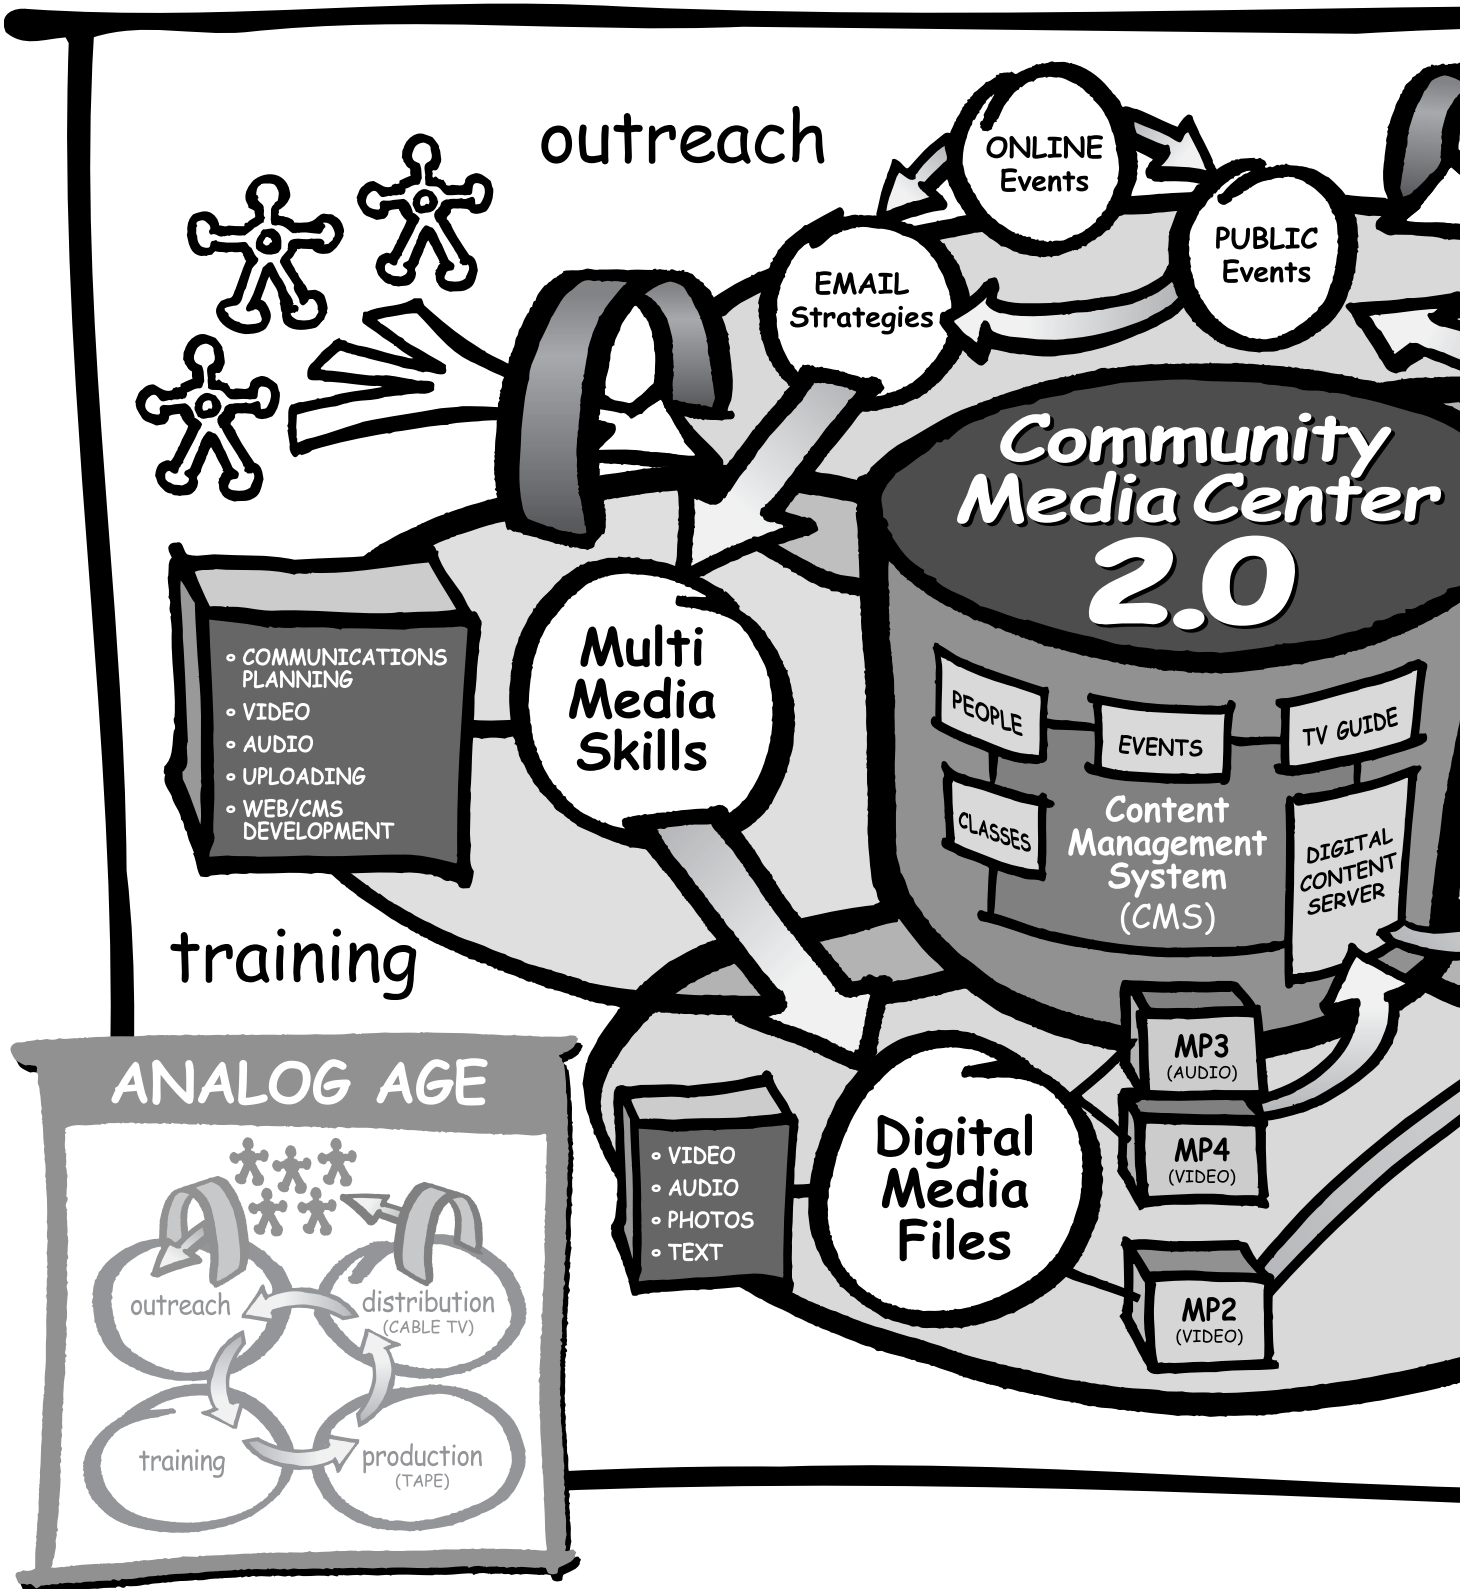 outreach
ONLINE
Events
PUBLIC
Events
EMAIL
Strategies
Community
Media Center
2.0
Multi
Media
Skills
◦ COMMUNICATIONS
PLANNING
◦ VIDEO
◦ AUDIO
◦ UPLOADING
◦ WEB/CMS
DEVELOPMENT
PEOPLE
EVENTS
TV GUIDE
CLASSES
Content
Management
System
(CMS)
DIGITAL
CONTENT
SERVER
training
MP3
(AUDIO)
MP4
(VIDEO)
MP2
(VIDEO)
Digital
Media
Files
◦ VIDEO
◦ AUDIO
◦ PHOTOS
◦ TEXT
ANALOG AGE
outreach
distribution
(CABLE TV)
training
production
(TAPE)